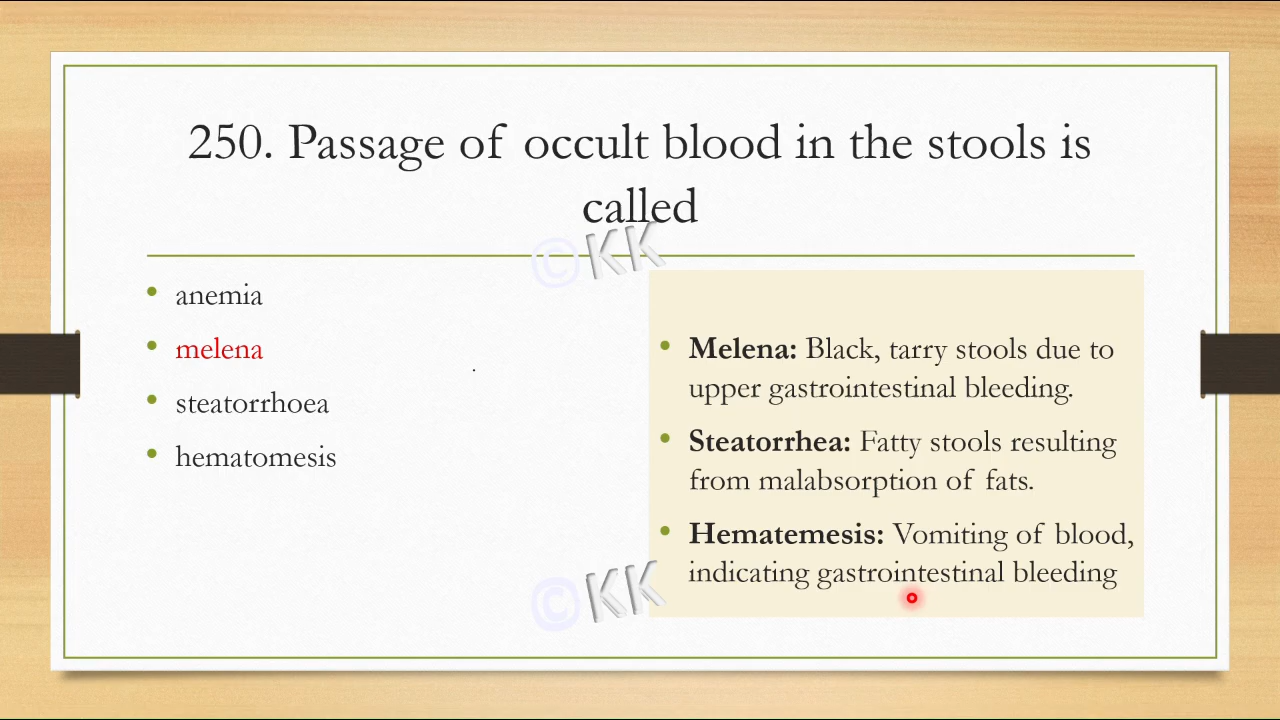 250. Passage of occult blood in the stools is
called
©KK
• anemia
• melena
• steatorrhoea
• hematomesis
• Melena: Black, tarry stools due to
upper gastrointestinal bleeding.
• Steatorrhea: Fatty stools resulting
from malabsorption of fats.
• Hematemesis: Vomiting of blood,
indicating gastrointestinal bleeding
©KK